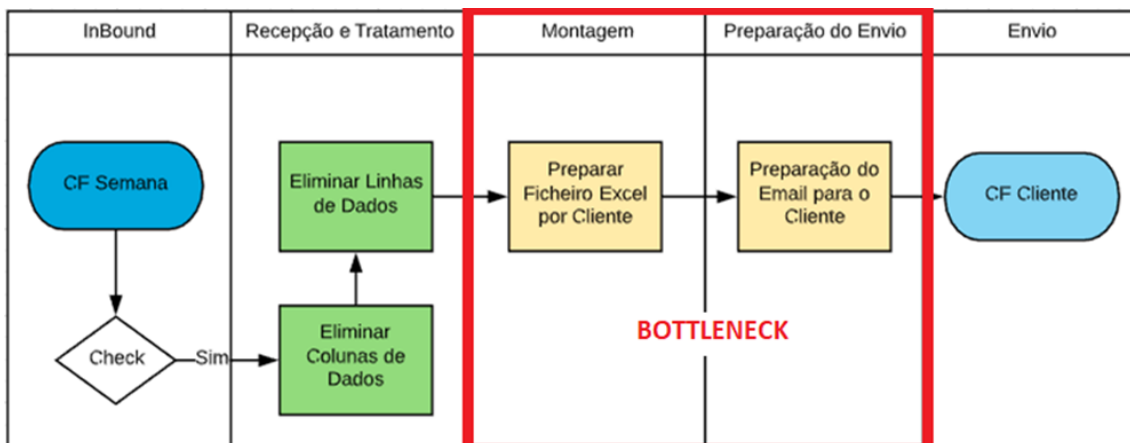 InBound
Recepção e Tratamento
Montagem
Preparação do Envio
Envio
CF Semana
Check
Sim
Eliminar Linhas
de Dados
Eliminar
Colunas de
Dados
Preparar
Ficheiro Excel
por Cliente
Preparação do
Email para o
Cliente
CF Cliente
BOTTLENECK